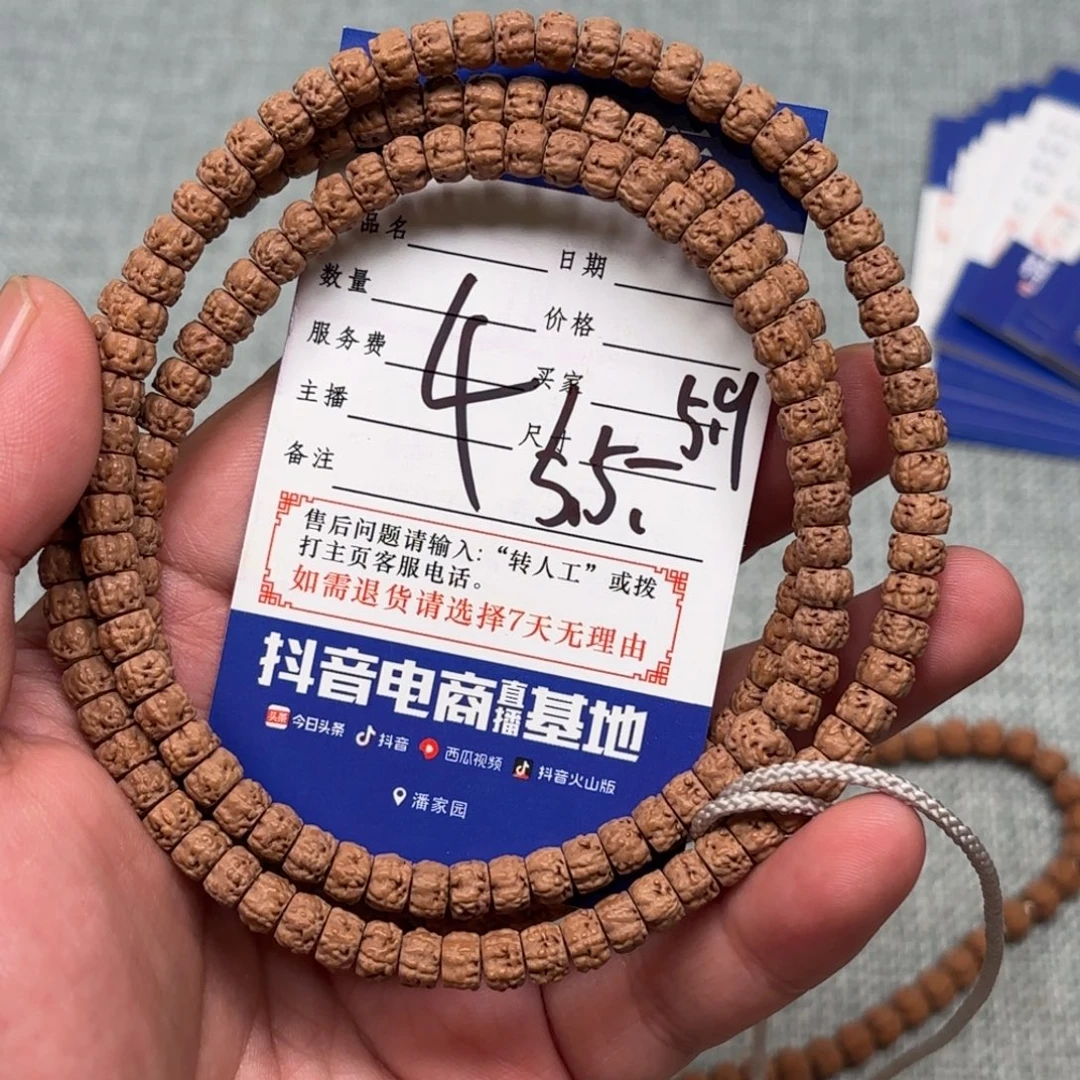 品名
日期
数量
价格
服务费
买家
主播
尺寸
备注
4
5.5-5.9
售后问题请输入:“转人工”或拨
打主页客服电话。
如需退货请选择7天无理由
抖音电商直播基地
头条 今日头条 抖音 西瓜视频 抖音火山版
潘家园